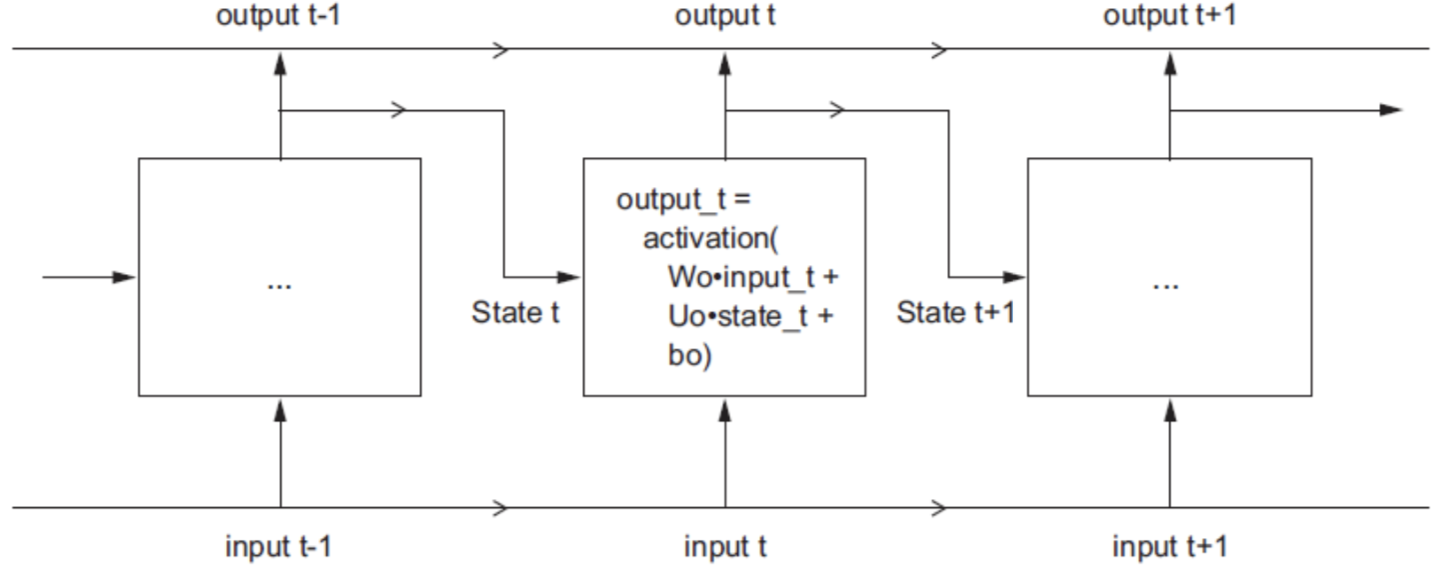 output t-1
output t
output t+1
output_t =
activation(
Wo•input_t +
Uo•state_t +
bo)
...
...
State t
State t+1
input t-1
input t
input t+1